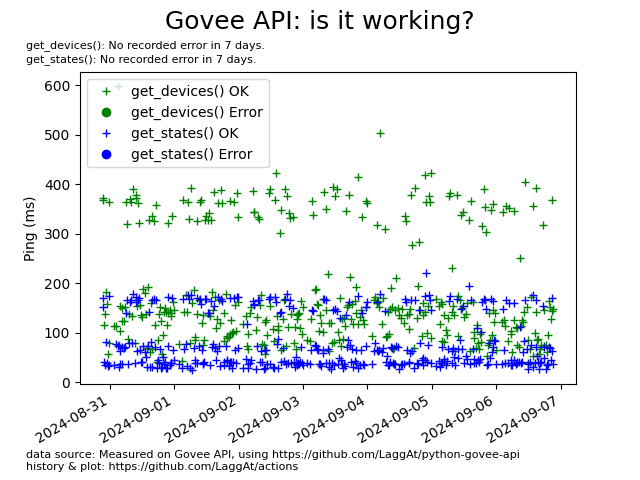 Govee API: is it working?
get_devices(): No recorded error in 7 days.
get_states(): No recorded error in 7 days.
600
500
400
300
200
100
0
Ping (ms)
get_devices() OK
get_devices() Error
get_states() OK
get_states() Error
2024-08-31
2024-09-01
2024-09-02
2024-09-03
2024-09-04
2024-09-05
2024-09-06
2024-09-07
data source: Measured on Govee API, using https://github.com/LaggAt/python-govee-api
history & plot: https://github.com/LaggAt/actions